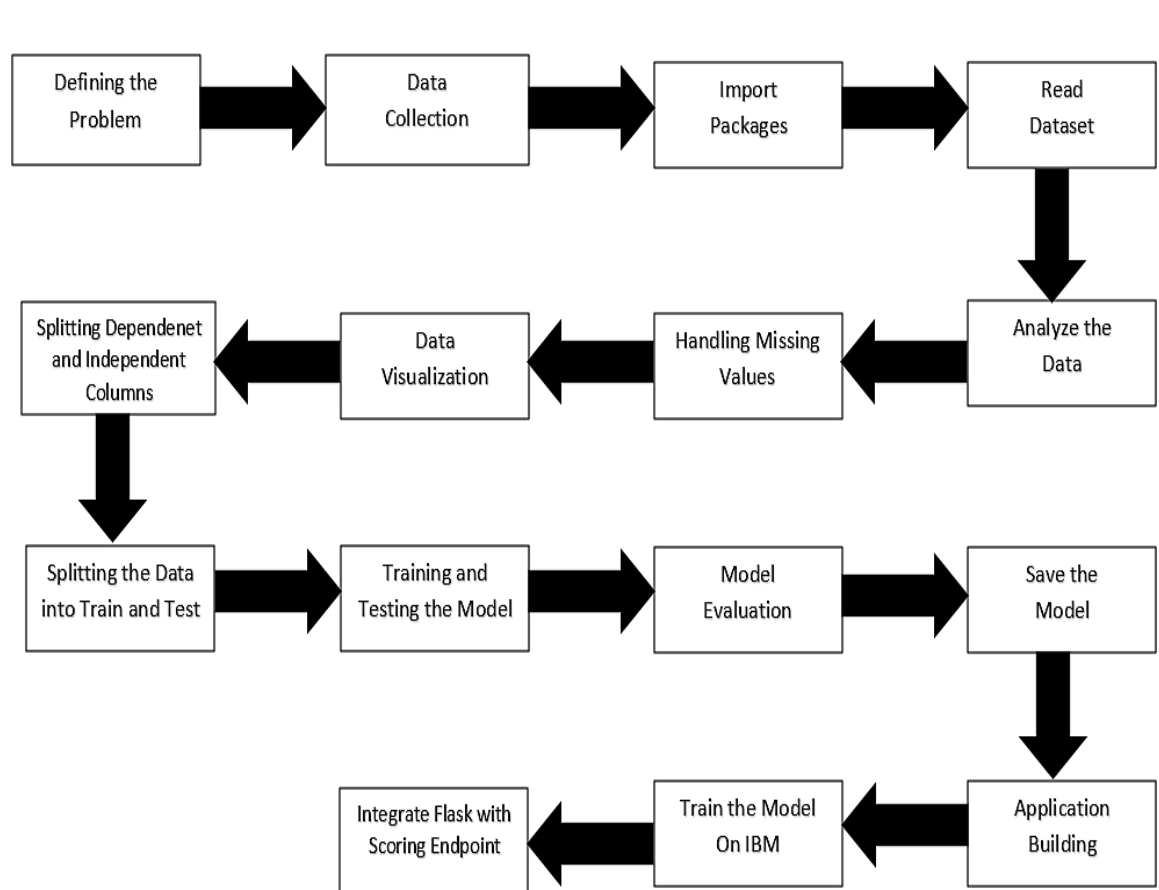 Defining the
Problem
Data
Collection
Import
Packages
Read
Dataset
Analyze the
Data
Handling Missing
Values
Data
Visualization
Splitting Dependenet
and Independent
Columns
Splitting the Data
into Train and Test
Training and
Testing the Model
Model
Evaluation
Save the
Model
Application
Building
Train the Model
On IBM
Integrate Flask with
Scoring Endpoint